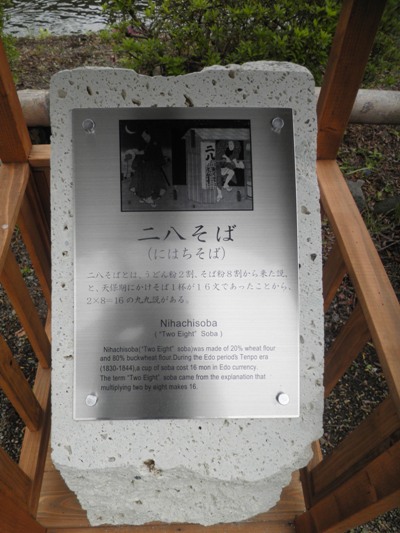 二八
二八そば
(にはちそば)
二八そばとは、うどん粉2割、そば粉8割から来た説
と、天保期にかけそば1杯が16文であったことから、
2×8=16の九九説がある。
Nihachisoba
( "Two Eight" Soba )
Nihachisoba("Two Eight" soba)was made of 20% wheat flour
and 80% buckwheat flour.During the Edo period's Tenpo era
(1830-1844),a cup of soba cost 16 mon in Edo currency.
The term "Two Eight" soba came from the explanation that
multiplying two by eight makes 16.